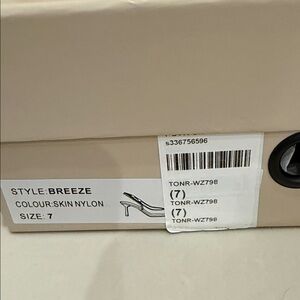 s336756596
TONR-WZ798
(7)
TONR-WZ798
(7)
TONR-WZ798
STYLE:BREEZE
COLOUR:SKIN NYLON
SIZE: 7